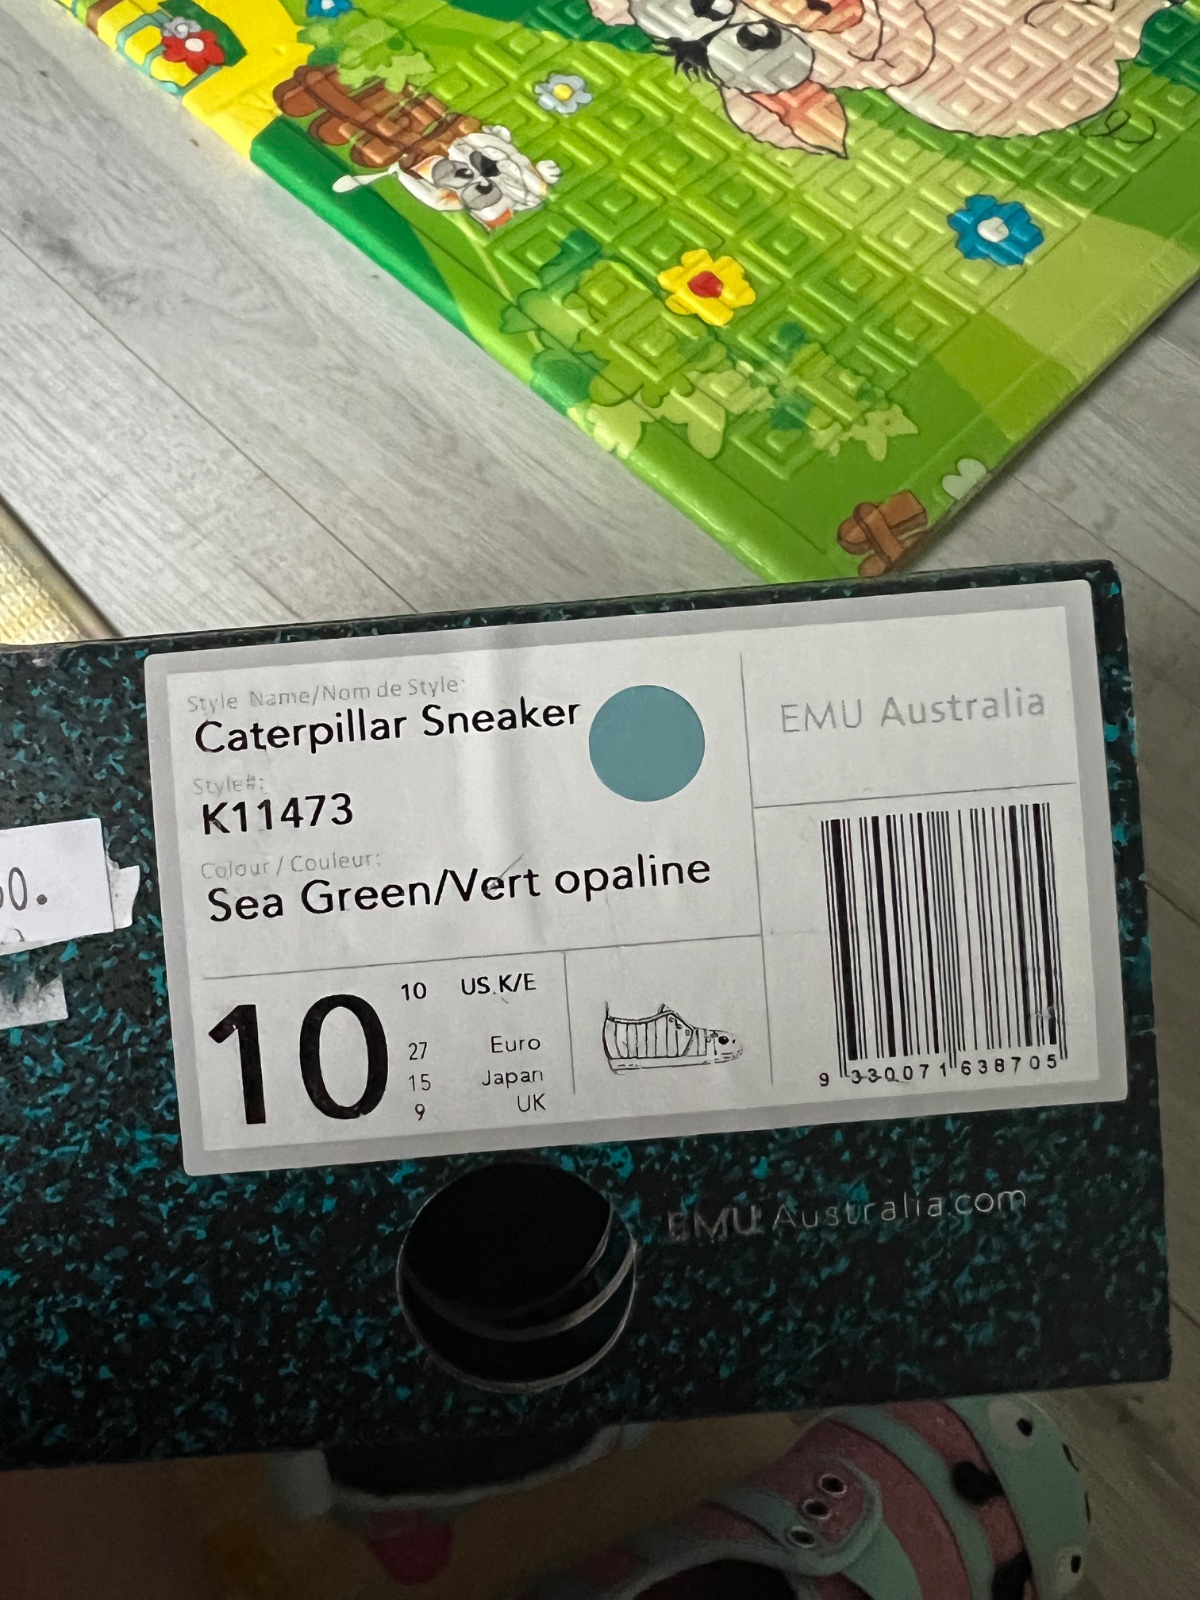 Style Name/Nom de Style:
Caterpillar Sneaker
Style#:
K11473
Colour / Couleur:
Sea Green/Vert opaline
10
10 US K/E
27 Euro
15 Japan
9 UK
EMU Australia
9 330071 638705
EMU Australia.com